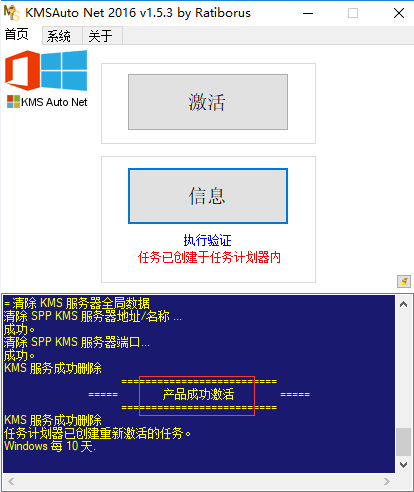 KMSAuto Net 2016 v1.5.3 by Ratiborus
首页 系统 关于
KMS Auto Net
激活
信息
执行验证
任务已创建于任务计划器内
= 清除 KMS 服务器全局数据
清除 SPP KMS 服务器地址/名称 ...
成功。
清除 SPP KMS 服务器端口...
成功。
KMS 服务成功删除
==========================
===== 产品成功激活 =====
==========================
KMS 服务成功删除
任务计划器已创建重新激活的任务。
Windows 每 10 天.